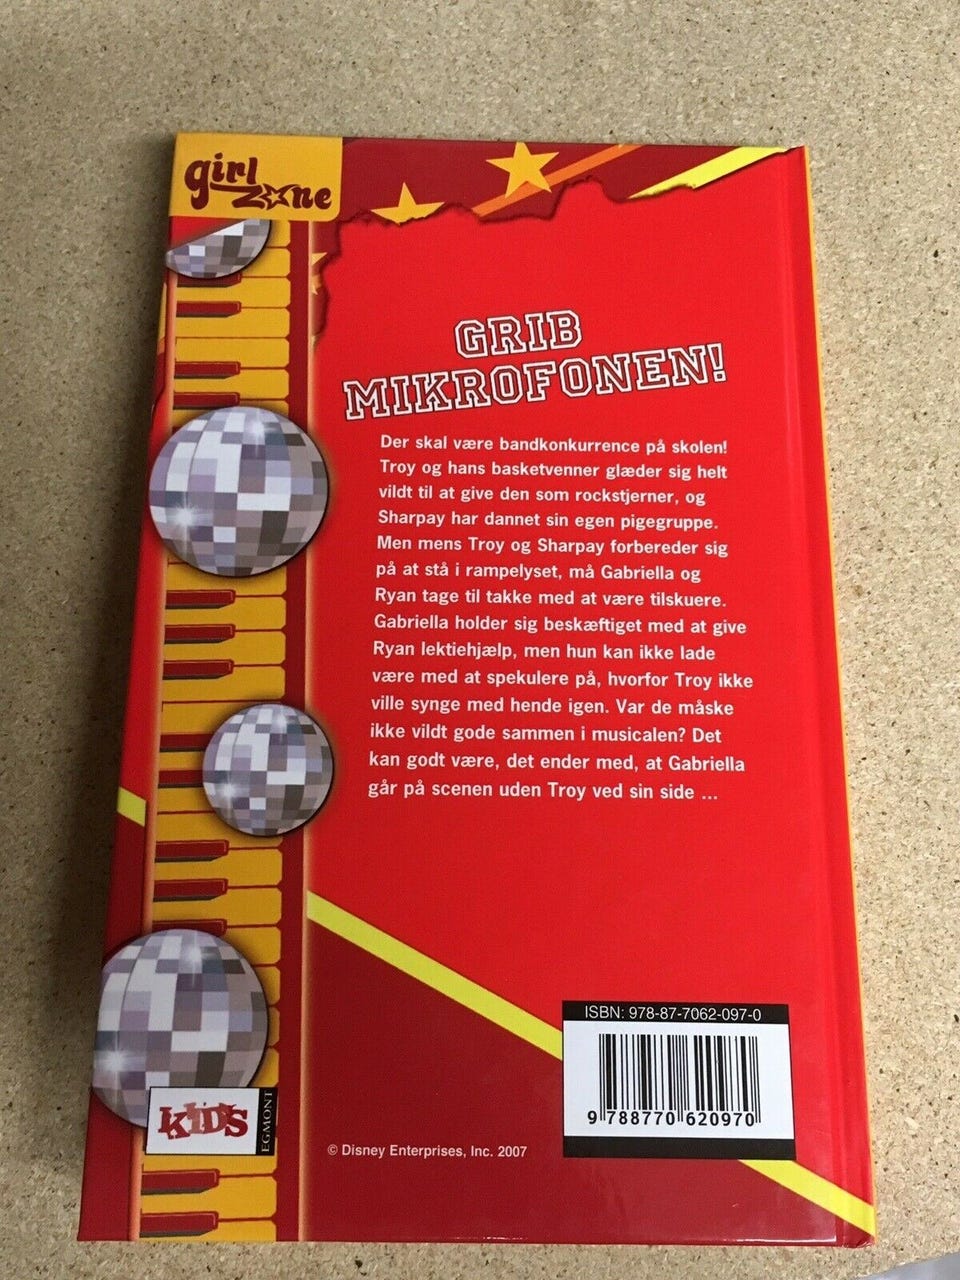 girl
zone
GRIB
MIKROFONEN!
Der skal være bandkonkurrence på skolen!
Troy og hans basketvenner glæder sig helt
vildt til at give den som rockstjerner, og
Sharpay har dannet sin egen pigegruppe.
Men mens Troy og Sharpay forbereder sig
på at stå i rampelyset, må Gabriella og
Ryan tage til takke med at være tilskuere.
Gabriella holder sig beskæftiget med at give
Ryan lektiehjælp, men hun kan ikke lade
være med at spekulere på, hvorfor Troy ikke
ville synge med hende igen. Var de måske
ikke vildt gode sammen i musicalen? Det
kan godt være, det ender med, at Gabriella
går på scenen uden Troy ved sin side ...
ISBN: 978-87-7062-097-0
9 788770 620970
KIDS
EGMONT
© Disney Enterprises, Inc. 2007